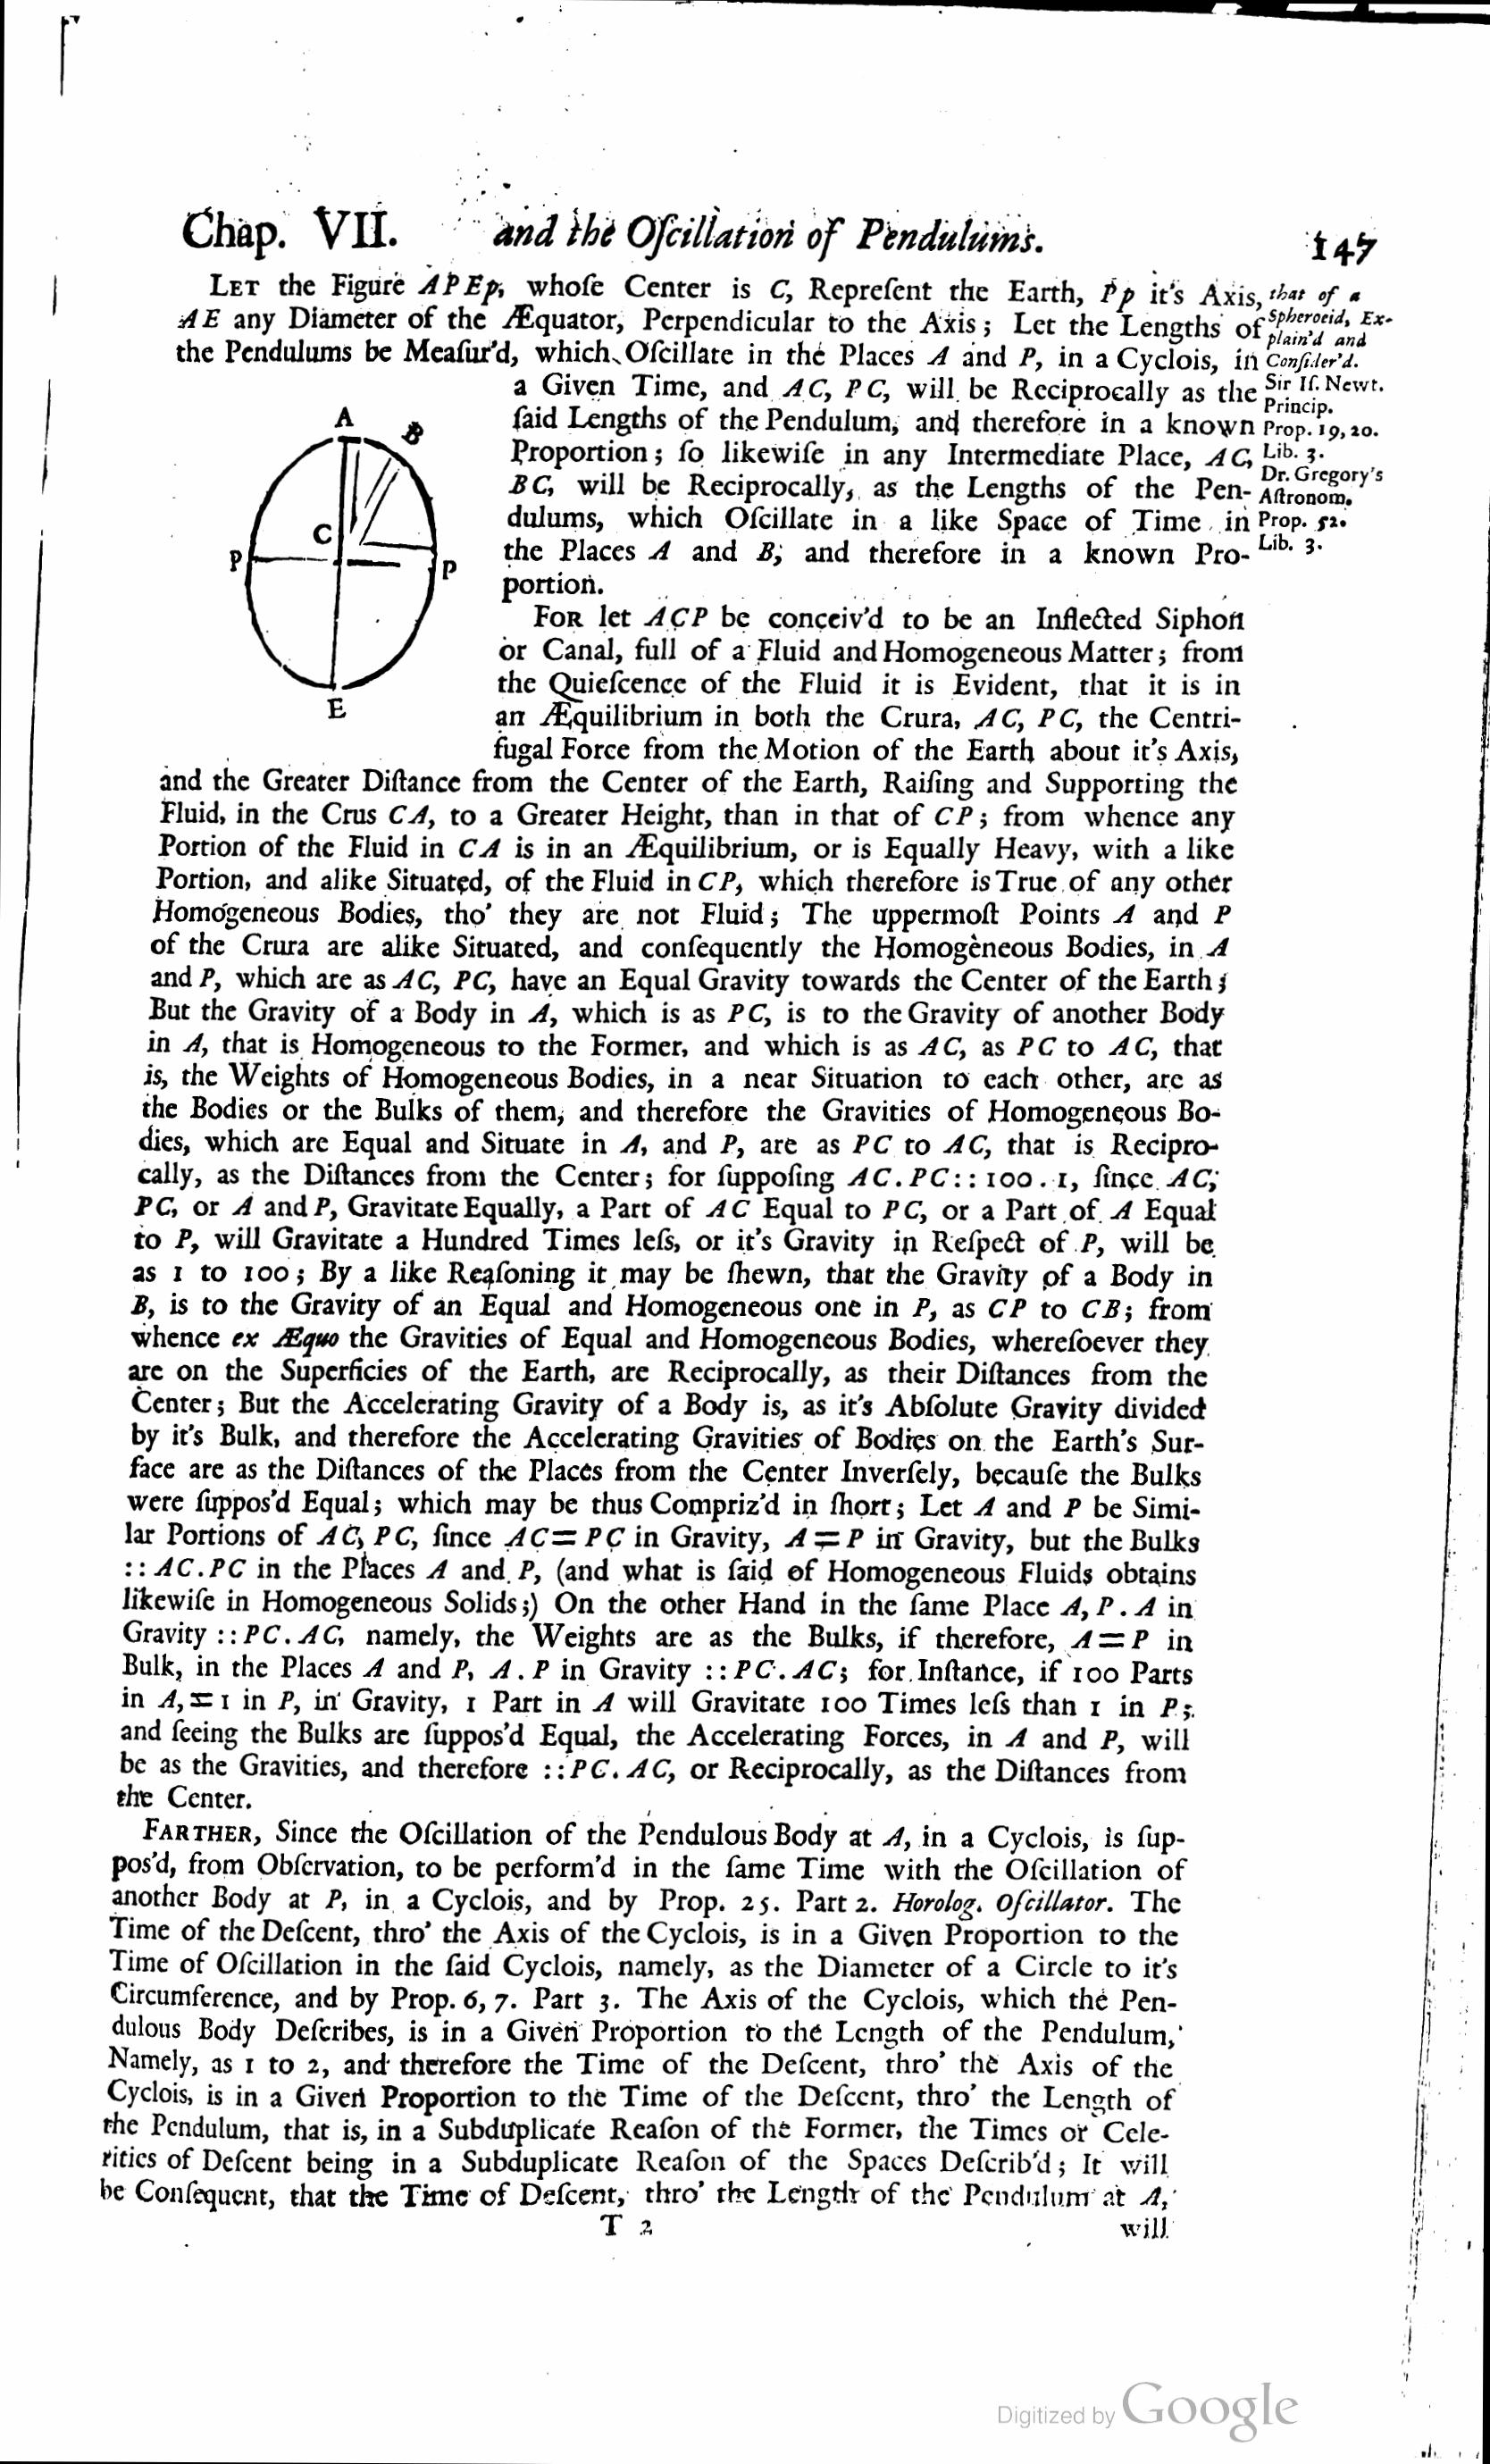 Chap. VII. and the Oſcillation of Pendulums. 147
LET the Figure APEp, whoſe Center is C, Repreſent the Earth, Pp it's Axis,
AE any Diameter of the Æquator, Perpendicular to the Axis; Let the Lengths of
the Pendulums be Meaſur'd, which Oſcillate in the Places A and P, in a Cyclois, in
a Given Time, and AC, PC, will be Reciprocally as the
ſaid Lengths of the Pendulum, and therefore in a known
Proportion; ſo likewiſe in any Intermediate Place, AC,
BC, will be Reciprocally, as the Lengths of the Pen-
dulums, which Oſcillate in a like Space of Time in
the Places A and B; and therefore in a known Pro-
portion.
that of a
Spheroeid, Ex-
plain'd and
Conſider'd.
Sir Iſ. Newt.
Princip.
Prop. 19, 20.
Lib. 3.
Dr. Gregory's
Aſtronom.
Prop. 52.
Lib. 3.
A
B
C
P
p
E
FOR let ACP be conceiv'd to be an Inflected Siphon
or Canal, full of a Fluid and Homogeneous Matter; from
the Quieſcence of the Fluid it is Evident, that it is in
an Æquilibrium in both the Crura, AC, PC, the Centri-
fugal Force from the Motion of the Earth about it's Axis,
and the Greater Diſtance from the Center of the Earth, Raiſing and Supporting the
Fluid, in the Crus CA, to a Greater Height, than in that of CP; from whence any
Portion of the Fluid in CA is in an Æquilibrium, or is Equally Heavy, with a like
Portion, and alike Situated, of the Fluid in CP, which therefore is True of any other
Homogeneous Bodies, tho' they are not Fluid; The uppermoſt Points A and P
of the Crura are alike Situated, and conſequently the Homogeneous Bodies, in A
and P, which are as AC, PC, have an Equal Gravity towards the Center of the Earth;
But the Gravity of a Body in A, which is as PC, is to the Gravity of another Body
in A, that is Homogeneous to the Former, and which is as AC, as PC to AC, that
is, the Weights of Homogeneous Bodies, in a near Situation to each other, are as
the Bodies or the Bulks of them, and therefore the Gravities of Homogeneous Bo-
dies, which are Equal and Situate in A, and P, are as PC to AC, that is Recipro-
cally, as the Diſtances from the Center; for ſuppoſing AC . PC :: 100 . 1, ſince AC,
PC, or A and P, Gravitate Equally, a Part of AC Equal to PC, or a Part of A Equal
to P, will Gravitate a Hundred Times leſs, or it's Gravity in Reſpect of P, will be
as 1 to 100; By a like Reaſoning it may be ſhewn, that the Gravity of a Body in
B, is to the Gravity of an Equal and Homogeneous one in P, as CP to CB; from
whence ex Æquo the Gravities of Equal and Homogeneous Bodies, whereſoever they
are on the Superficies of the Earth, are Reciprocally, as their Diſtances from the
Center; But the Accelerating Gravity of a Body is, as it's Abſolute Gravity divided
by it's Bulk, and therefore the Accelerating Gravities of Bodies on the Earth's Sur-
face are as the Diſtances of the Places from the Center Inverſely, becauſe the Bulks
were ſuppos'd Equal; which may be thus Compriz'd in ſhort; Let A and P be Simi-
lar Portions of AC, PC, ſince AC = PC in Gravity, A = P in Gravity, but the Bulks
:: AC . PC in the Places A and P, (and what is ſaid of Homogeneous Fluids obtains
likewiſe in Homogeneous Solids;) On the other Hand in the ſame Place A, P . A in
Gravity :: PC . AC, namely, the Weights are as the Bulks, if therefore, A = P in
Bulk, in the Places A and P, A . P in Gravity :: PC . AC; for Inſtance, if 100 Parts
in A, = 1 in P, in Gravity, 1 Part in A will Gravitate 100 Times leſs than 1 in P;
and ſeeing the Bulks are ſuppos'd Equal, the Accelerating Forces, in A and P, will
be as the Gravities, and therefore :: PC . AC, or Reciprocally, as the Diſtances from
the Center.
FARTHER, Since the Oſcillation of the Pendulous Body at A, in a Cyclois, is ſup-
pos'd, from Obſervation, to be perform'd in the ſame Time with the Oſcillation of
another Body at P, in a Cyclois, and by Prop. 25. Part 2. Horolog. Oſcillator. The
Time of the Deſcent, thro' the Axis of the Cyclois, is in a Given Proportion to the
Time of Oſcillation in the ſaid Cyclois, namely, as the Diameter of a Circle to it's
Circumference, and by Prop. 6, 7. Part 3. The Axis of the Cyclois, which the Pen-
dulous Body Deſcribes, is in a Given Proportion to the Length of the Pendulum,
Namely, as 1 to 2, and therefore the Time of the Deſcent, thro' the Axis of the
Cyclois, is in a Given Proportion to the Time of the Deſcent, thro' the Length of
the Pendulum, that is, in a Subduplicate Reaſon of the Former, the Times or Cele-
rities of Deſcent being in a Subduplicate Reaſon of the Spaces Deſcrib'd; It will
be Conſequent, that the Time of Deſcent, thro' the Length of the Pendulum at A,
T 2 will
Digitized by Google